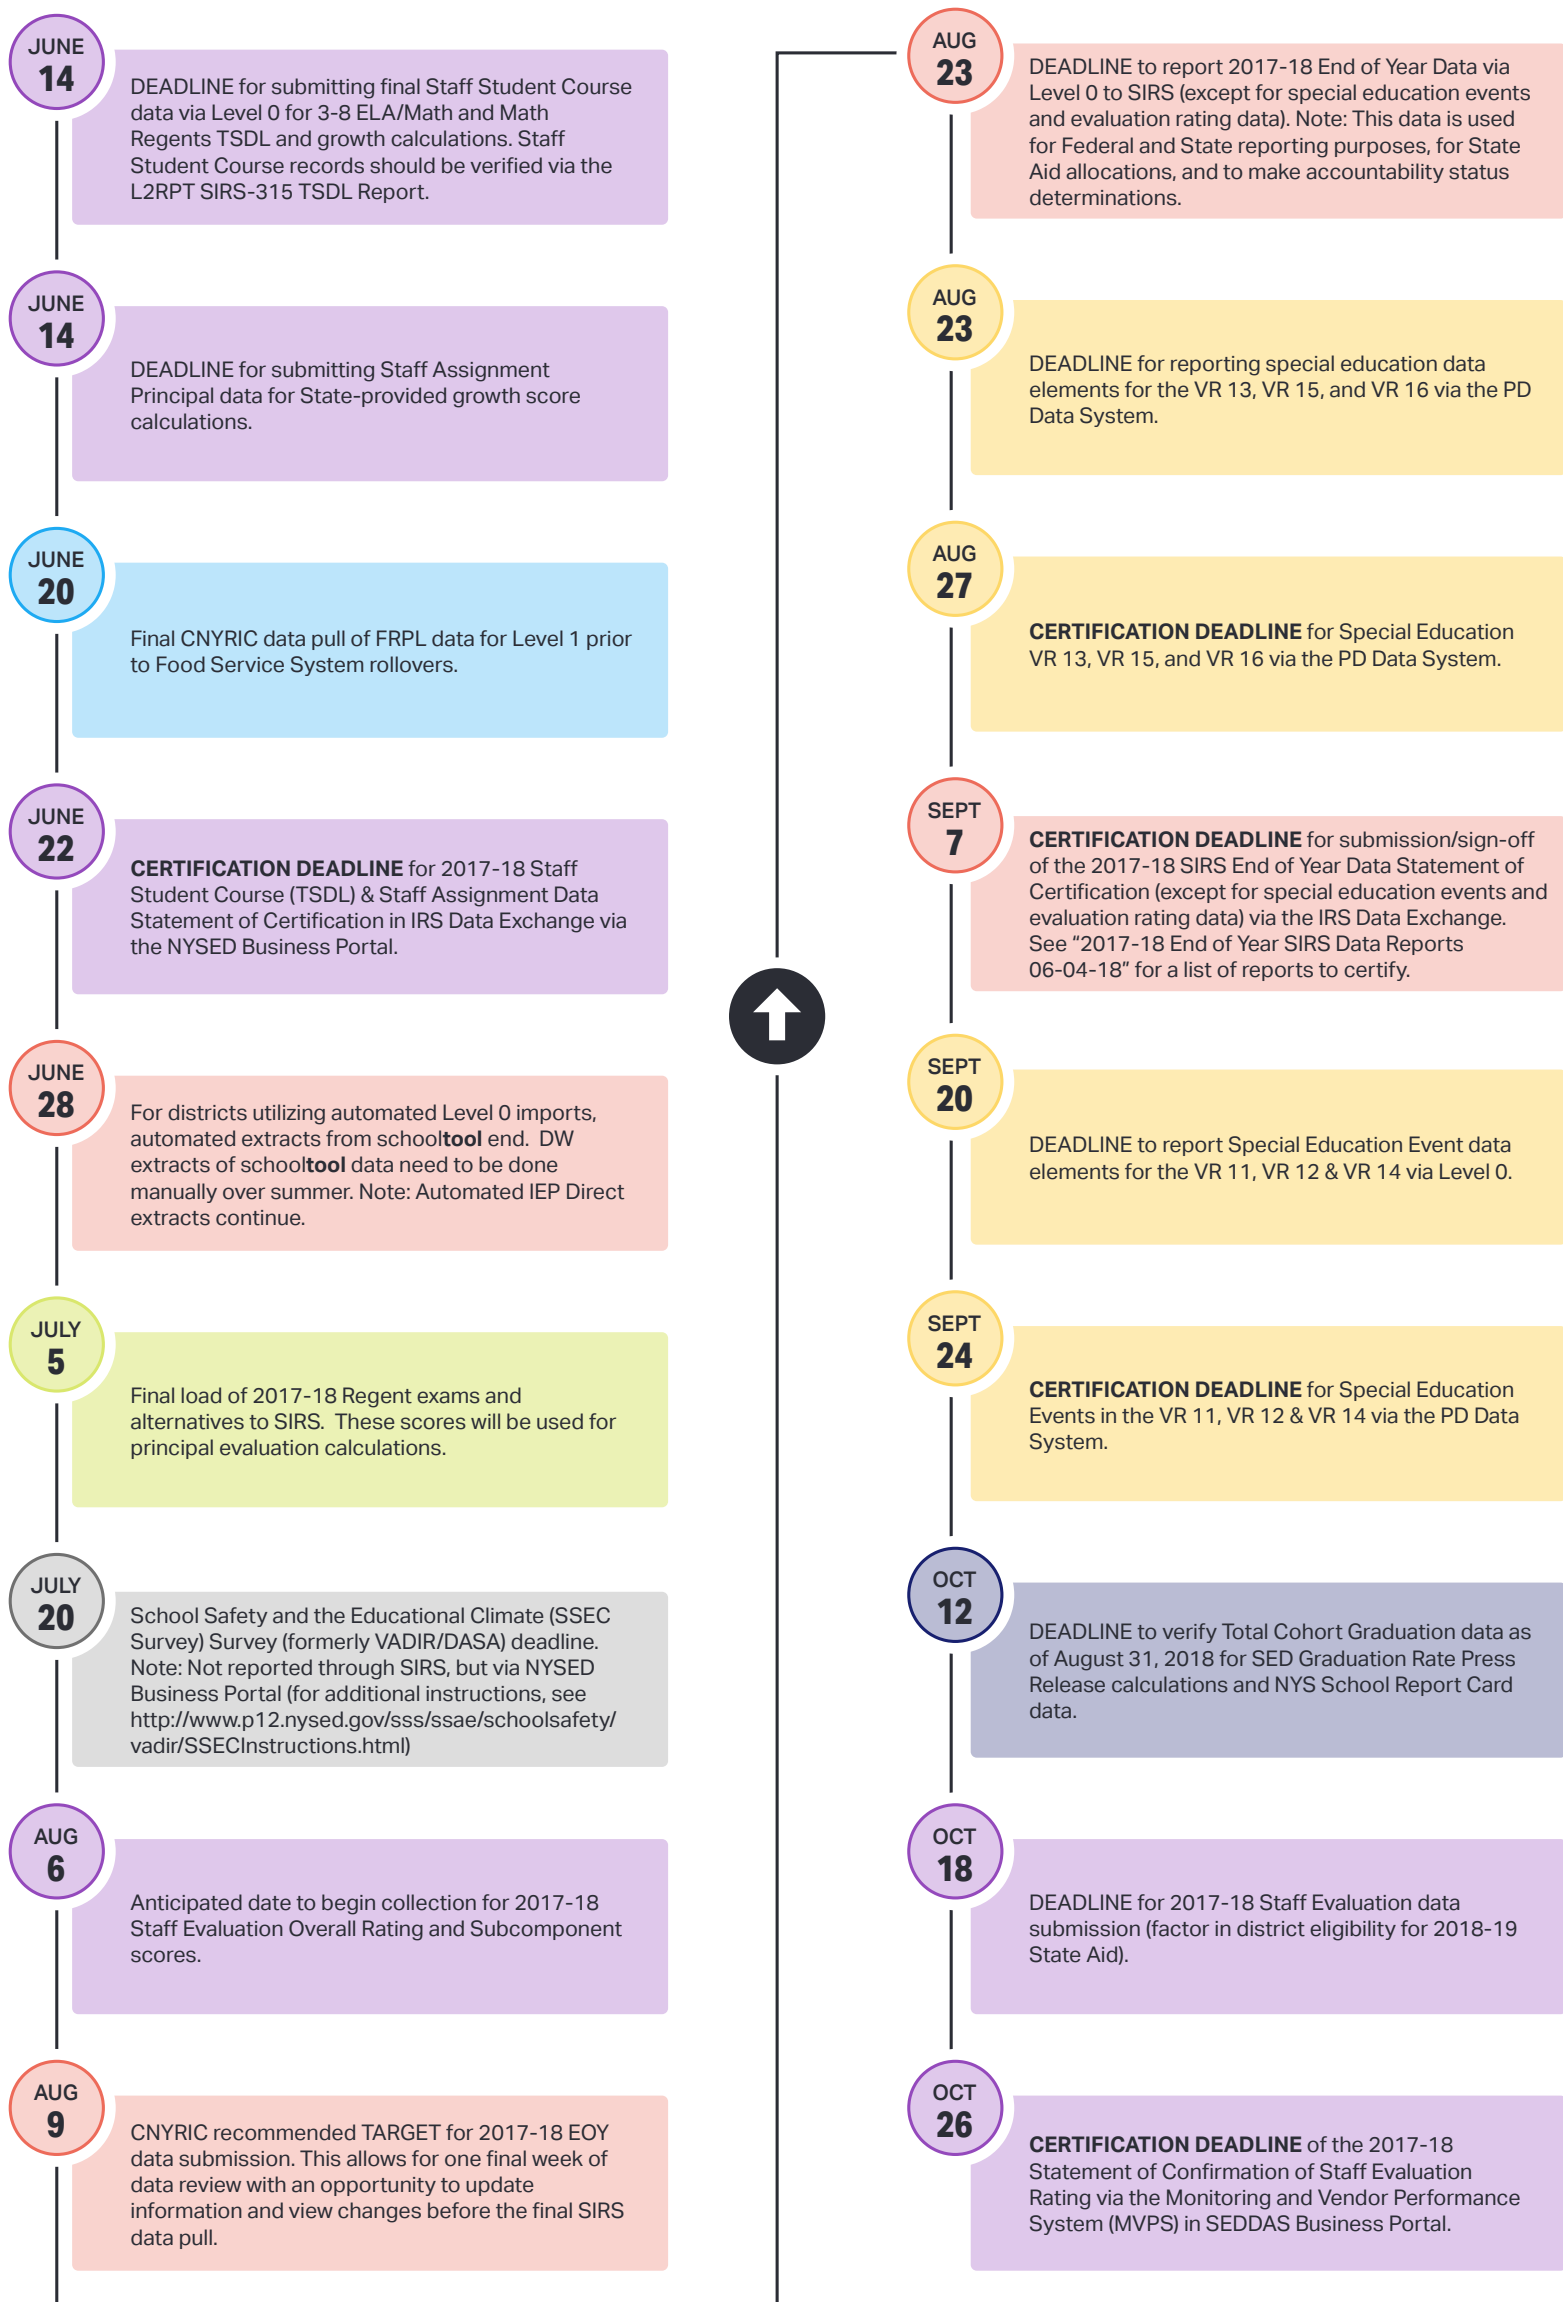 JUNE
14
DEADLINE for submitting final Staff Student Course
data via Level 0 for 3-8 ELA/Math and Math
Regents TSDL and growth calculations. Staff
Student Course records should be verified via the
L2RPT SIRS-315 TSDL Report.
JUNE
14
DEADLINE for submitting Staff Assignment
Principal data for State-provided growth score
calculations.
JUNE
20
Final CNYRIC data pull of FRPL data for Level 1 prior
to Food Service System rollovers.
JUNE
22
CERTIFICATION DEADLINE for 2017-18 Staff
Student Course (TSDL) & Staff Assignment Data
Statement of Certification in IRS Data Exchange via
the NYSED Business Portal.
JUNE
28
For districts utilizing automated Level 0 imports,
automated extracts from schooltool end.  DW
extracts of schooltool data need to be done
manually over summer. Note: Automated IEP Direct
extracts continue.
JULY
5
Final load of 2017-18 Regent exams and
alternatives to SIRS.  These scores will be used for
principal evaluation calculations.
JULY
20
School Safety and the Educational Climate (SSEC
Survey) Survey (formerly VADIR/DASA) deadline.
Note: Not reported through SIRS, but via NYSED
Business Portal (for additional instructions, see
http://www.p12.nysed.gov/sss/ssae/schoolsafety/
vadir/SSECInstructions.html)
AUG
6
Anticipated date to begin collection for 2017-18
Staff Evaluation Overall Rating and Subcomponent
scores.
AUG
9
CNYRIC recommended TARGET for 2017-18 EOY
data submission. This allows for one final week of
data review with an opportunity to update
information and view changes before the final SIRS
data pull.
AUG
23
DEADLINE to report 2017-18 End of Year Data via
Level 0 to SIRS (except for special education events
and evaluation rating data). Note: This data is used
for Federal and State reporting purposes, for State
Aid allocations, and to make accountability status
determinations.
AUG
23
DEADLINE for reporting special education data
elements for the VR 13, VR 15, and VR 16 via the PD
Data System.
AUG
27
CERTIFICATION DEADLINE for Special Education
VR 13, VR 15, and VR 16 via the PD Data System.
SEPT
7
CERTIFICATION DEADLINE for submission/sign-off
of the 2017-18 SIRS End of Year Data Statement of
Certification (except for special education events and
evaluation rating data) via the IRS Data Exchange.
See “2017-18 End of Year SIRS Data Reports
06-04-18” for a list of reports to certify.
SEPT
20
DEADLINE to report Special Education Event data
elements for the VR 11, VR 12 & VR 14 via Level 0.
SEPT
24
CERTIFICATION DEADLINE for Special Education
Events in the VR 11, VR 12 & VR 14 via the PD Data
System.
OCT
12
DEADLINE to verify Total Cohort Graduation data as
of August 31, 2018 for SED Graduation Rate Press
Release calculations and NYS School Report Card
data.
OCT
18
DEADLINE for 2017-18 Staff Evaluation data
submission (factor in district eligibility for 2018-19
State Aid).
OCT
26
CERTIFICATION DEADLINE of the 2017-18
Statement of Confirmation of Staff Evaluation
Rating via the Monitoring and Vendor Performance
System (MVPS) in SEDDAS Business Portal.